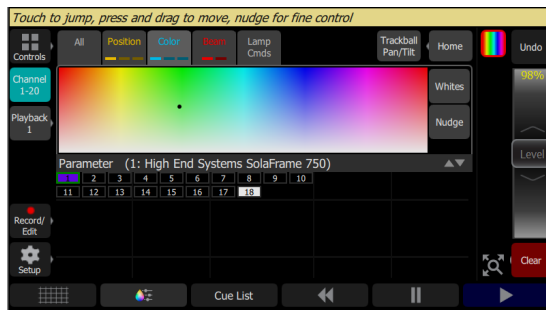 Touch to jump, press and drag to move, nudge for fine control
Controls
All
Position
Color
Beam
Lamp
Cmds
Trackball
Pan/Tilt
Home
Undo
Channel
1-20
98%
Whites
Playback
1
Nudge
Level
Parameter (1: High End Systems SolaFrame 750)
1 2 3 4 5 6 7 8 9 10
11 12 13 14 15 16 17 18
Record/
Edit
Setup
Clear
Cue List